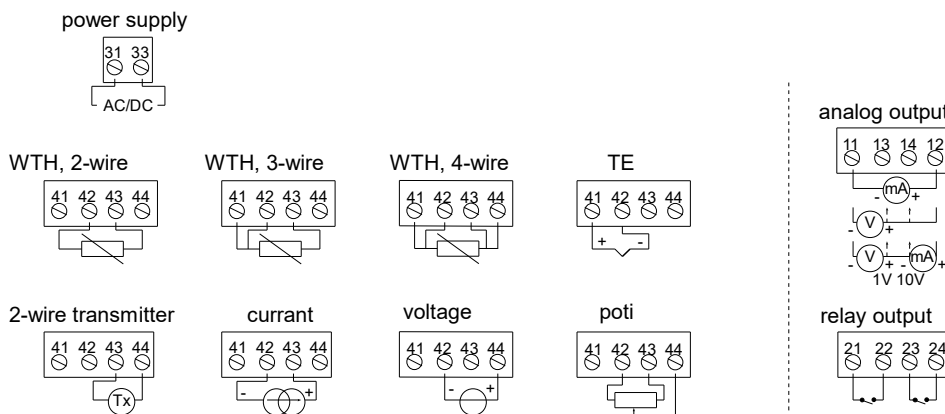 power supply
31 33
AC/DC
analog output
11 13 14 12
mA
- +
V
- +
V mA
- + - +
1V 10V
WTH, 2-wire
41 42 43 44
WTH, 3-wire
41 42 43 44
WTH, 4-wire
41 42 43 44
TE
41 42 43 44
+ -
2-wire transmitter
41 42 43 44
Tx
currant
41 42 43 44
- +
voltage
41 42 43 44
- +
poti
41 42 43 44
relay output
21 22 23 24